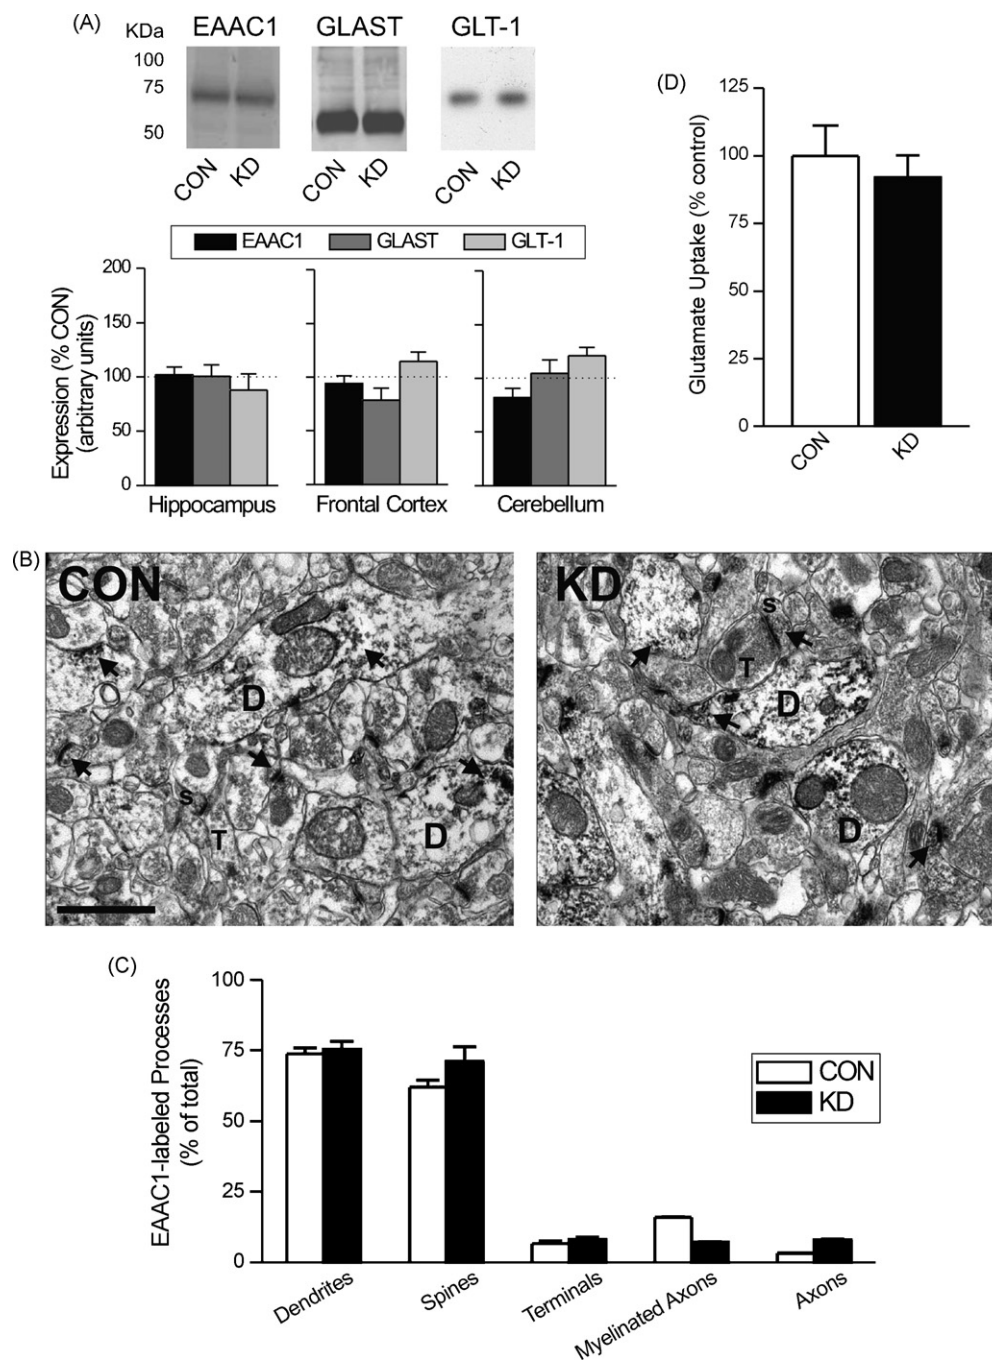 (A)
KDa
EAAC1
GLAST
GLT-1
100
75
50
CON
KD
CON
KD
CON
KD
EAAC1
GLAST
GLT-1
Expression (% CON)
(arbitrary units)
200
150
100
50
0
Hippocampus
Frontal Cortex
Cerebellum
(D)
Glutamate Uptake (% control)
125
100
75
50
25
0
CON
KD
(B)
CON
D
D
S
T
KD
S
T
D
D
(C)
EAAC1-labeled Processes
(% of total)
100
75
50
25
0
CON
KD
Dendrites
Spines
Terminals
Myelinated Axons
Axons